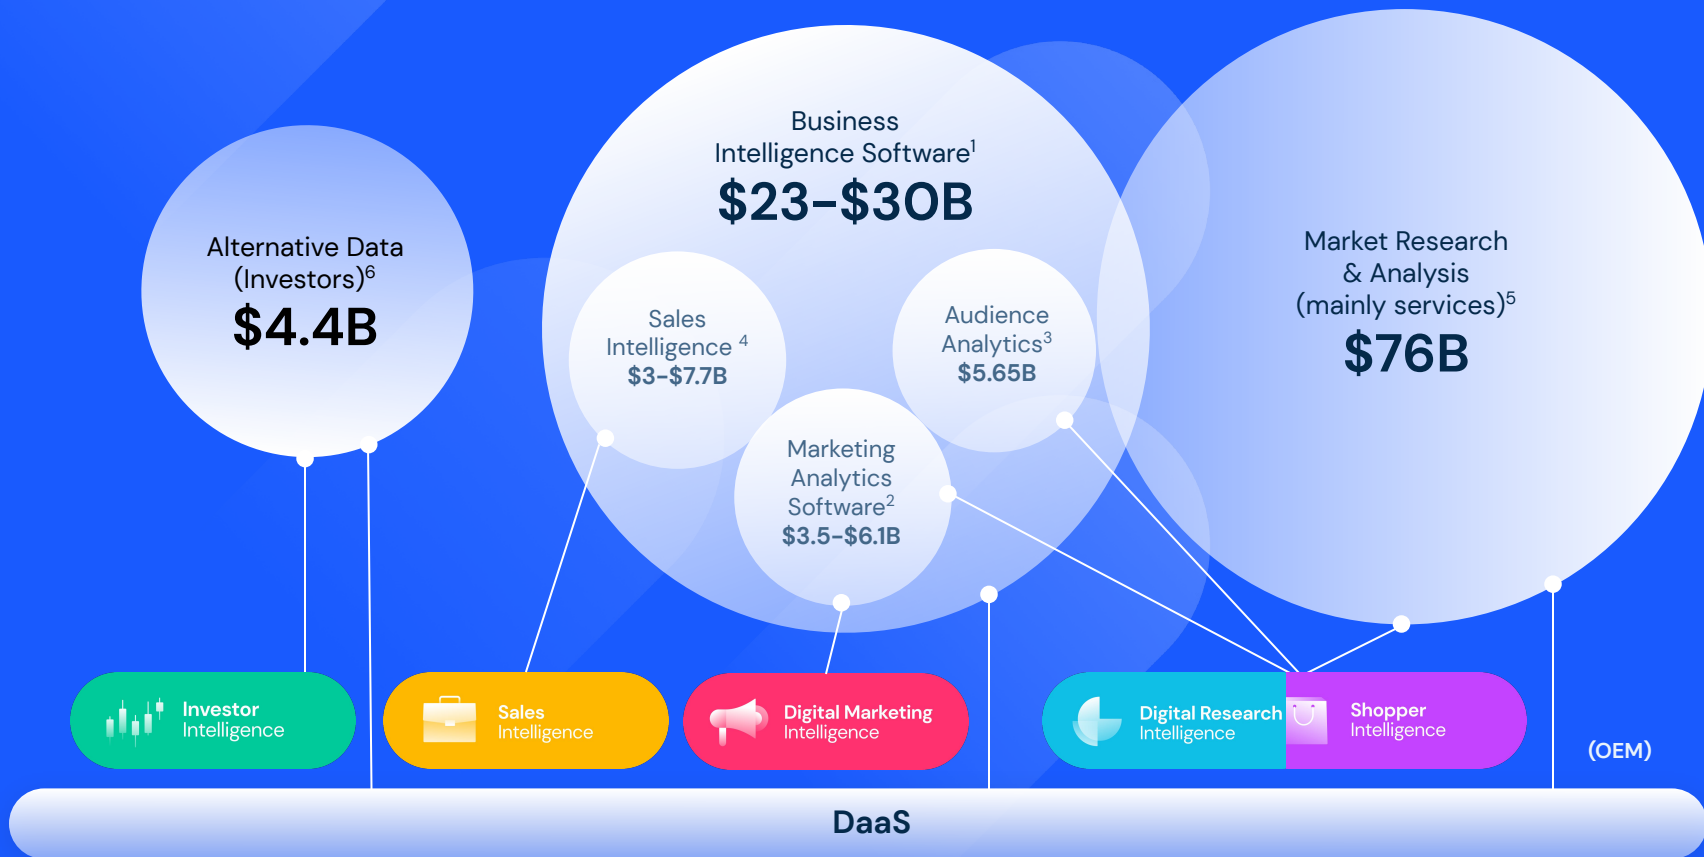 Alternative Data
(Investors)6
$4.4B
Business
Intelligence Software1
$23–$30B
Sales
Intelligence 4
$3-$7.7B
Audience
Analytics3
$5.65B
Marketing
Analytics
Software2
$3.5-$6.1B
Market Research
& Analysis
(mainly services)5
$76B
Investor
Intelligence
Sales
Intelligence
Digital Marketing
Intelligence
Digital Research
Intelligence
Shopper
Intelligence
(OEM)
DaaS